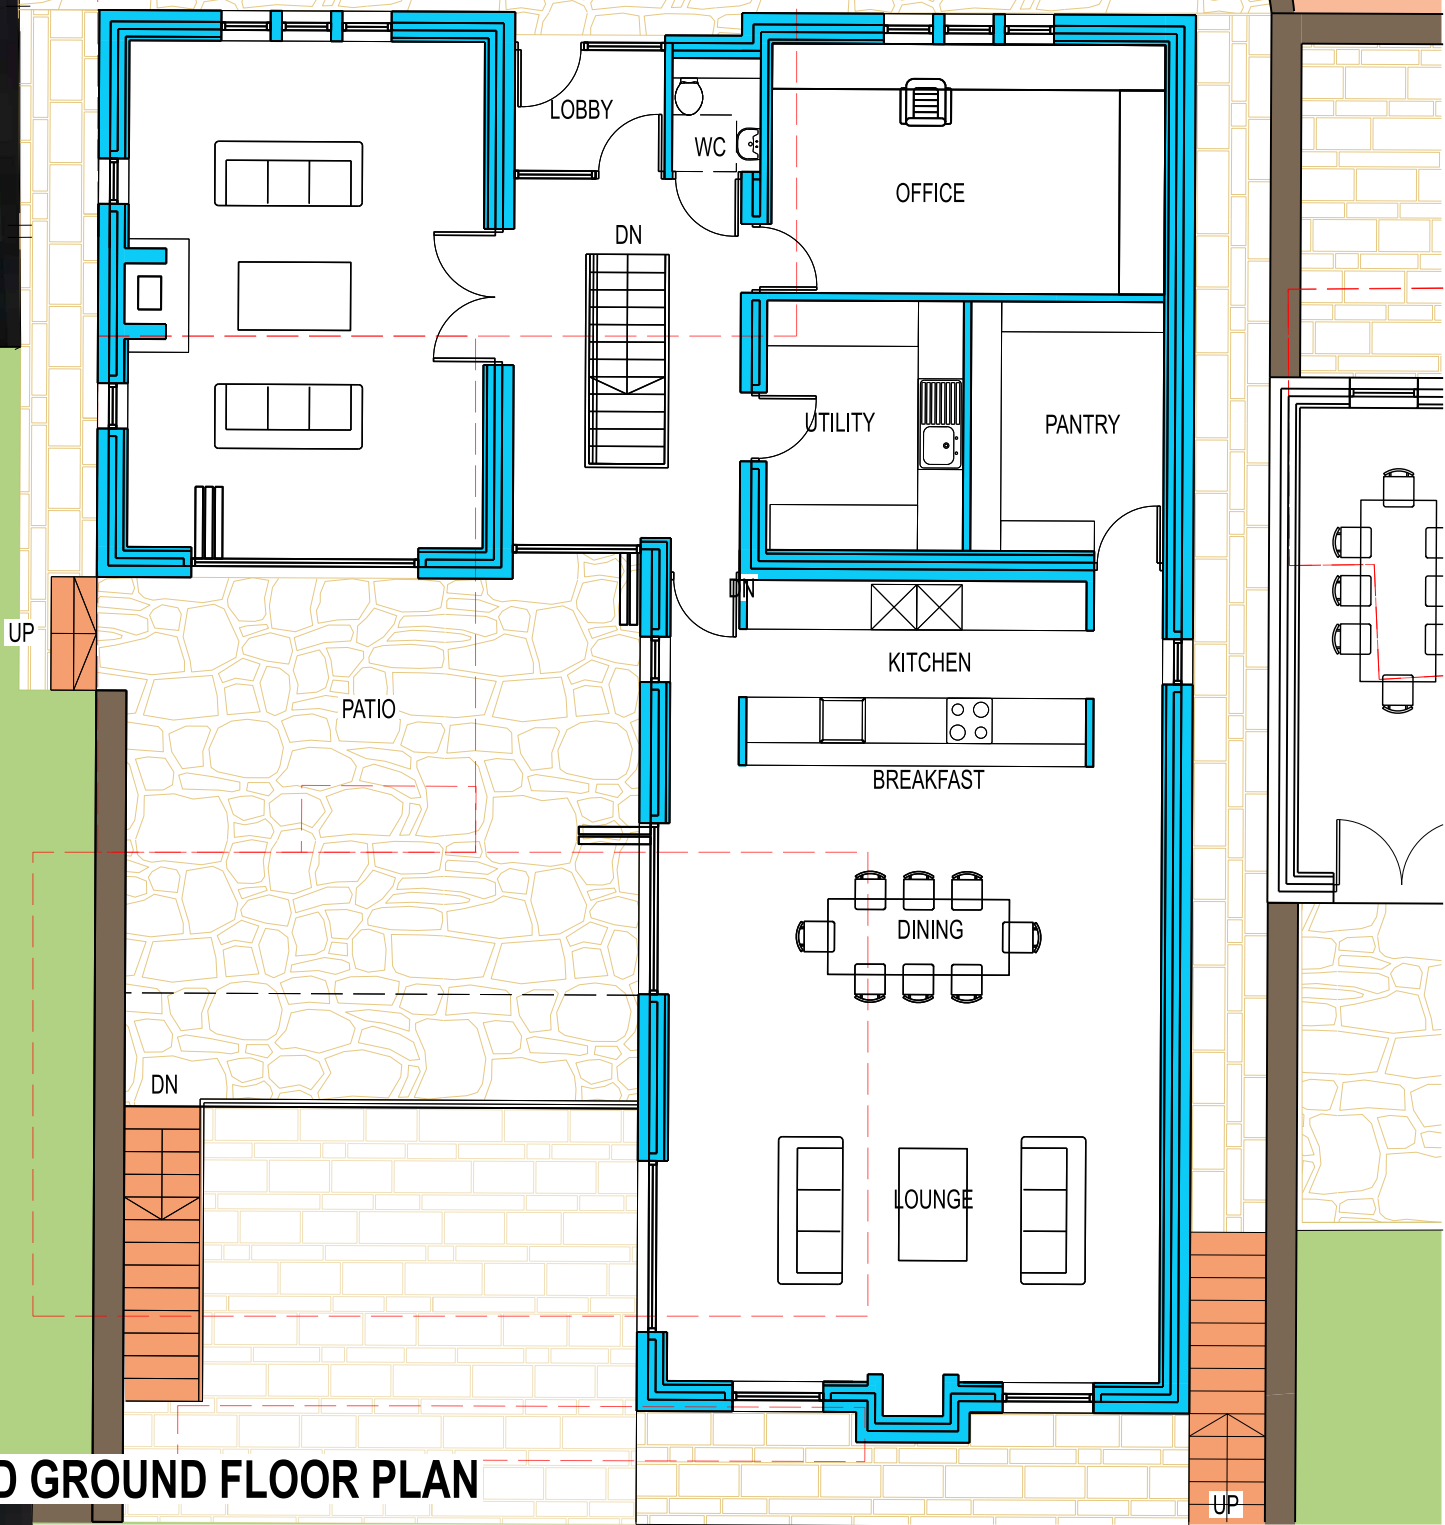 LOBBY
WC
OFFICE
DN
UTILITY
PANTRY
DN
UP
KITCHEN
PATIO
BREAKFAST
DINING
DN
LOUNGE
D GROUND FLOOR PLAN
UP